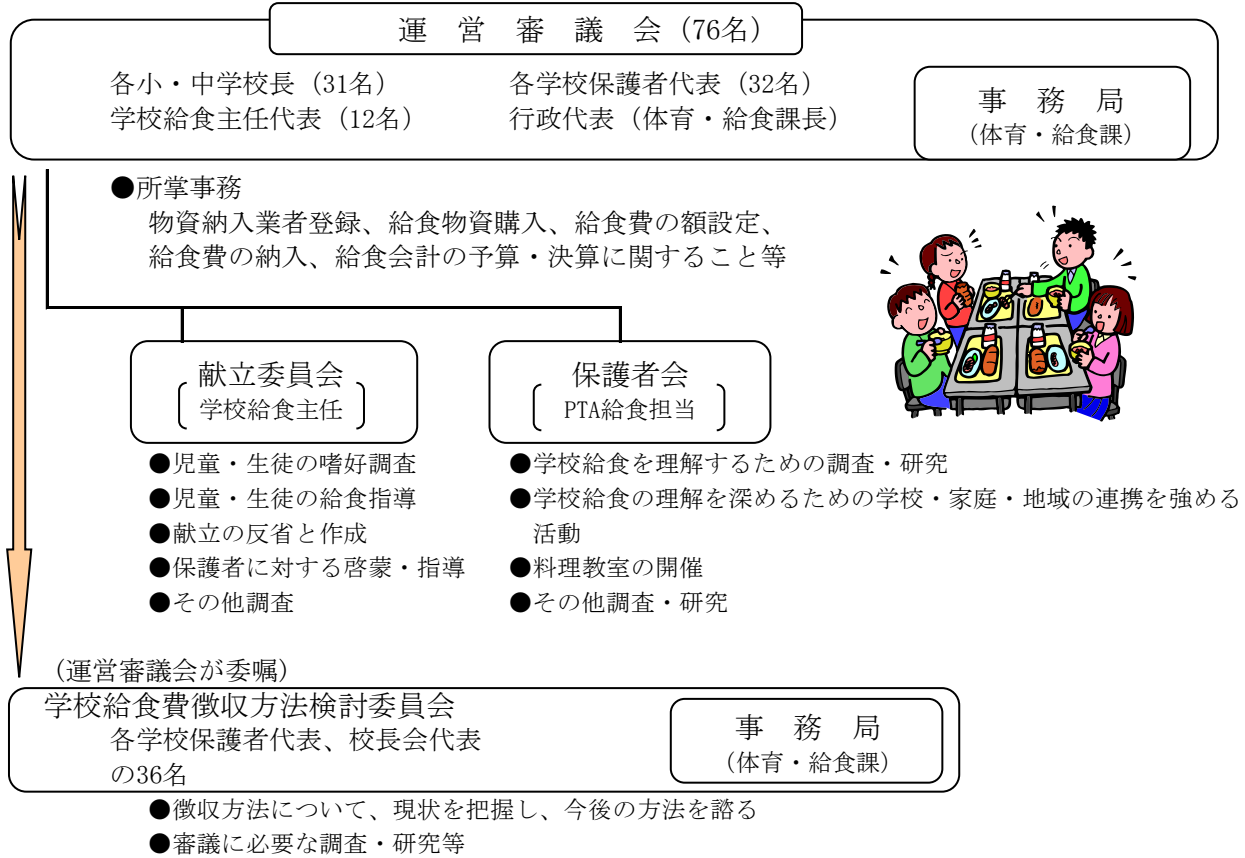 運　営　審　議　会（76名）
各小・中学校長（31名）　各学校保護者代表（32名）
学校給食主任代表（12名）　行政代表（体育・給食課長）
事　務　局
（体育・給食課）
●所掌事務
物資納入業者登録、給食物資購入、給食費の額設定、
給食費の納入、給食会計の予算・決算に関すること等
献立委員会
学校給食主任
保護者会
PTA給食担当
●児童・生徒の嗜好調査
●児童・生徒の給食指導
●献立の反省と作成
●保護者に対する啓蒙・指導
●その他調査
●学校給食を理解するための調査・研究
●学校給食の理解を深めるための学校・家庭・地域の連携を強める
活動
●料理教室の開催
●その他調査・研究
（運営審議会が委嘱）
学校給食費徴収方法検討委員会
各学校保護者代表、校長会代表
の36名
事　務　局
（体育・給食課）
●徴収方法について、現状を把握し、今後の方法を諮る
●審議に必要な調査・研究等